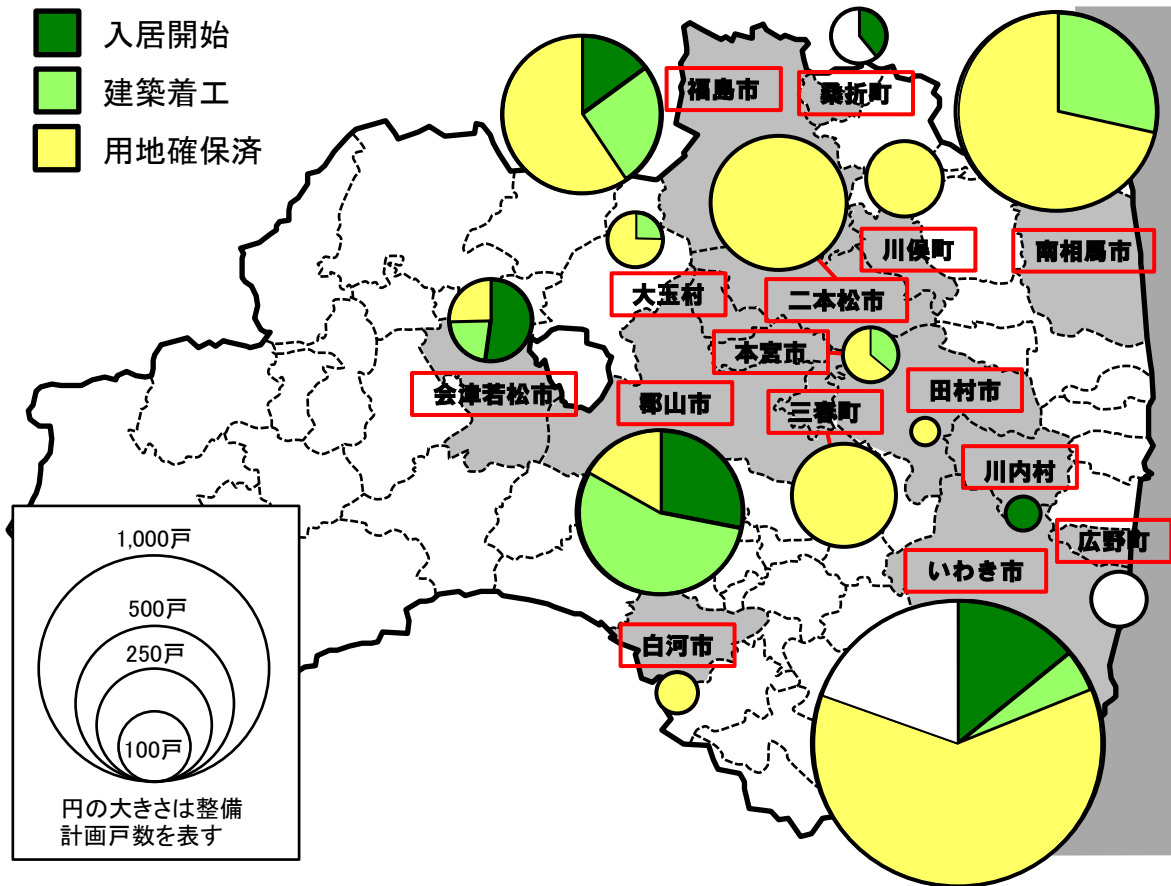 入居開始
建築着工
用地確保済
福島市
桑折町
川俣町
南相馬市
大玉村
二本松市
本宮市
会津若松市
郡山市
三春町
田村市
川内村
広野町
いわき市
白河市
1,000戸
500戸
250戸
100戸
円の大きさは整備
計画戸数を表す